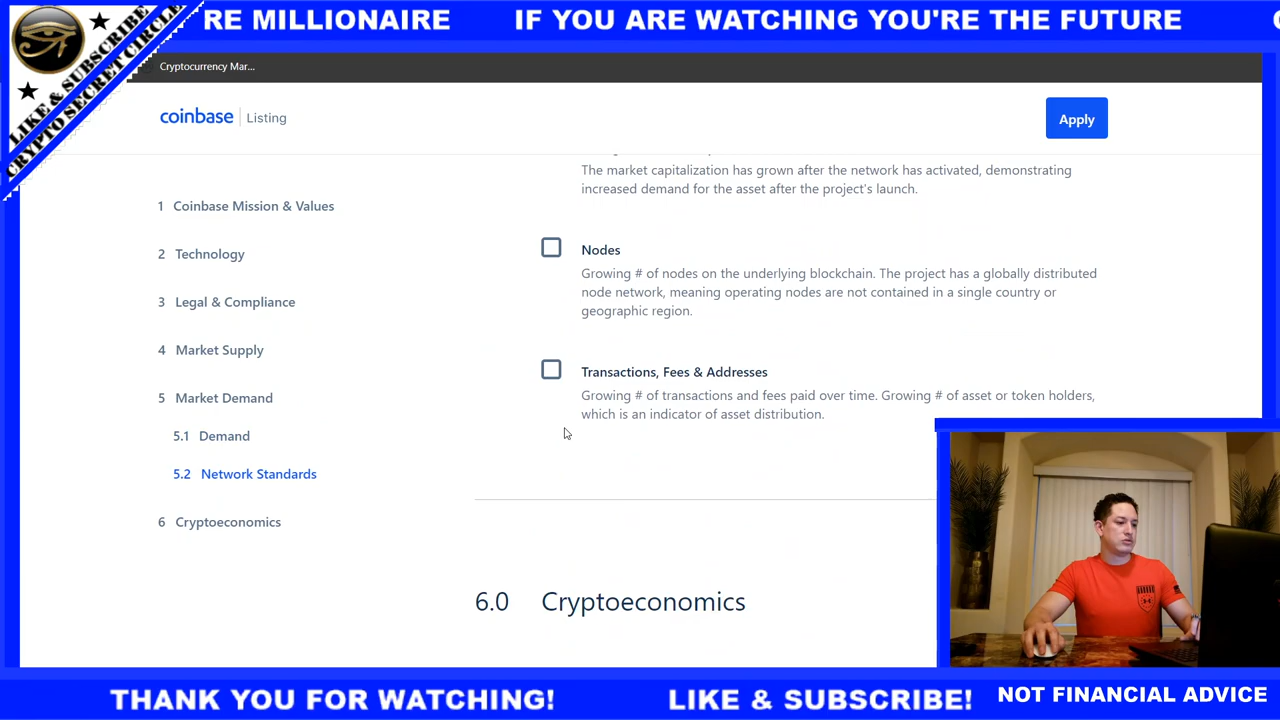 RE MILLIONAIRE
IF YOU ARE WATCHING YOU'RE THE FUTURE
LIKE & SUBSCRIBE
CRYPTO SECRET CIRCLE
Cryptocurrency Mar...
coinbase | Listing
Apply
1 Coinbase Mission & Values
2 Technology
3 Legal & Compliance
4 Market Supply
5 Market Demand
5.1 Demand
5.2 Network Standards
6 Cryptoeconomics
The market capitalization has grown after the network has activated, demonstrating
increased demand for the asset after the project's launch.
Nodes
Growing # of nodes on the underlying blockchain. The project has a globally distributed
node network, meaning operating nodes are not contained in a single country or
geographic region.
Transactions, Fees & Addresses
Growing # of transactions and fees paid over time. Growing # of asset or token holders,
which is an indicator of asset distribution.
6.0 Cryptoeconomics
THANK YOU FOR WATCHING!
LIKE & SUBSCRIBE!
NOT FINANCIAL ADVICE